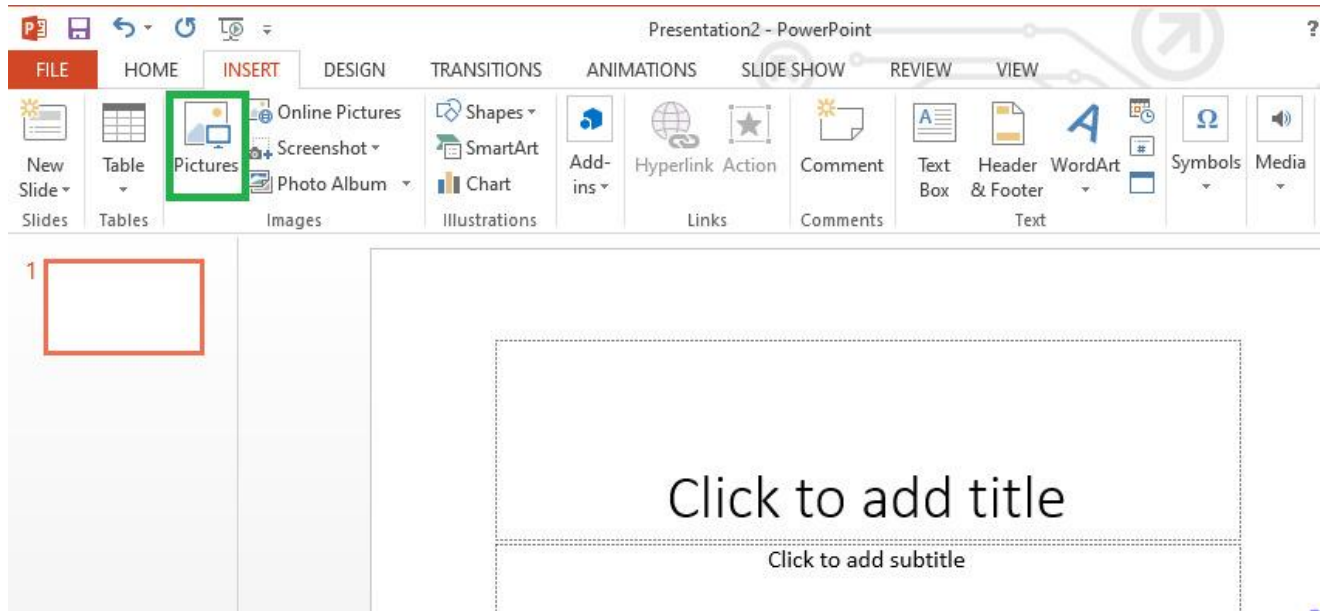 Presentation2 - PowerPoint
?
FILE HOME INSERT DESIGN TRANSITIONS ANIMATIONS SLIDE SHOW REVIEW VIEW
New Slide
Table
Pictures
Online Pictures
Screenshot
Photo Album
Shapes
SmartArt
Chart
Add-ins
Hyperlink
Action
Comment
A
Text Box
Header & Footer
A
WordArt
#
Ω
Symbols
Media
Slides Tables Images Illustrations Links Comments Text
1
Click to add title
Click to add subtitle